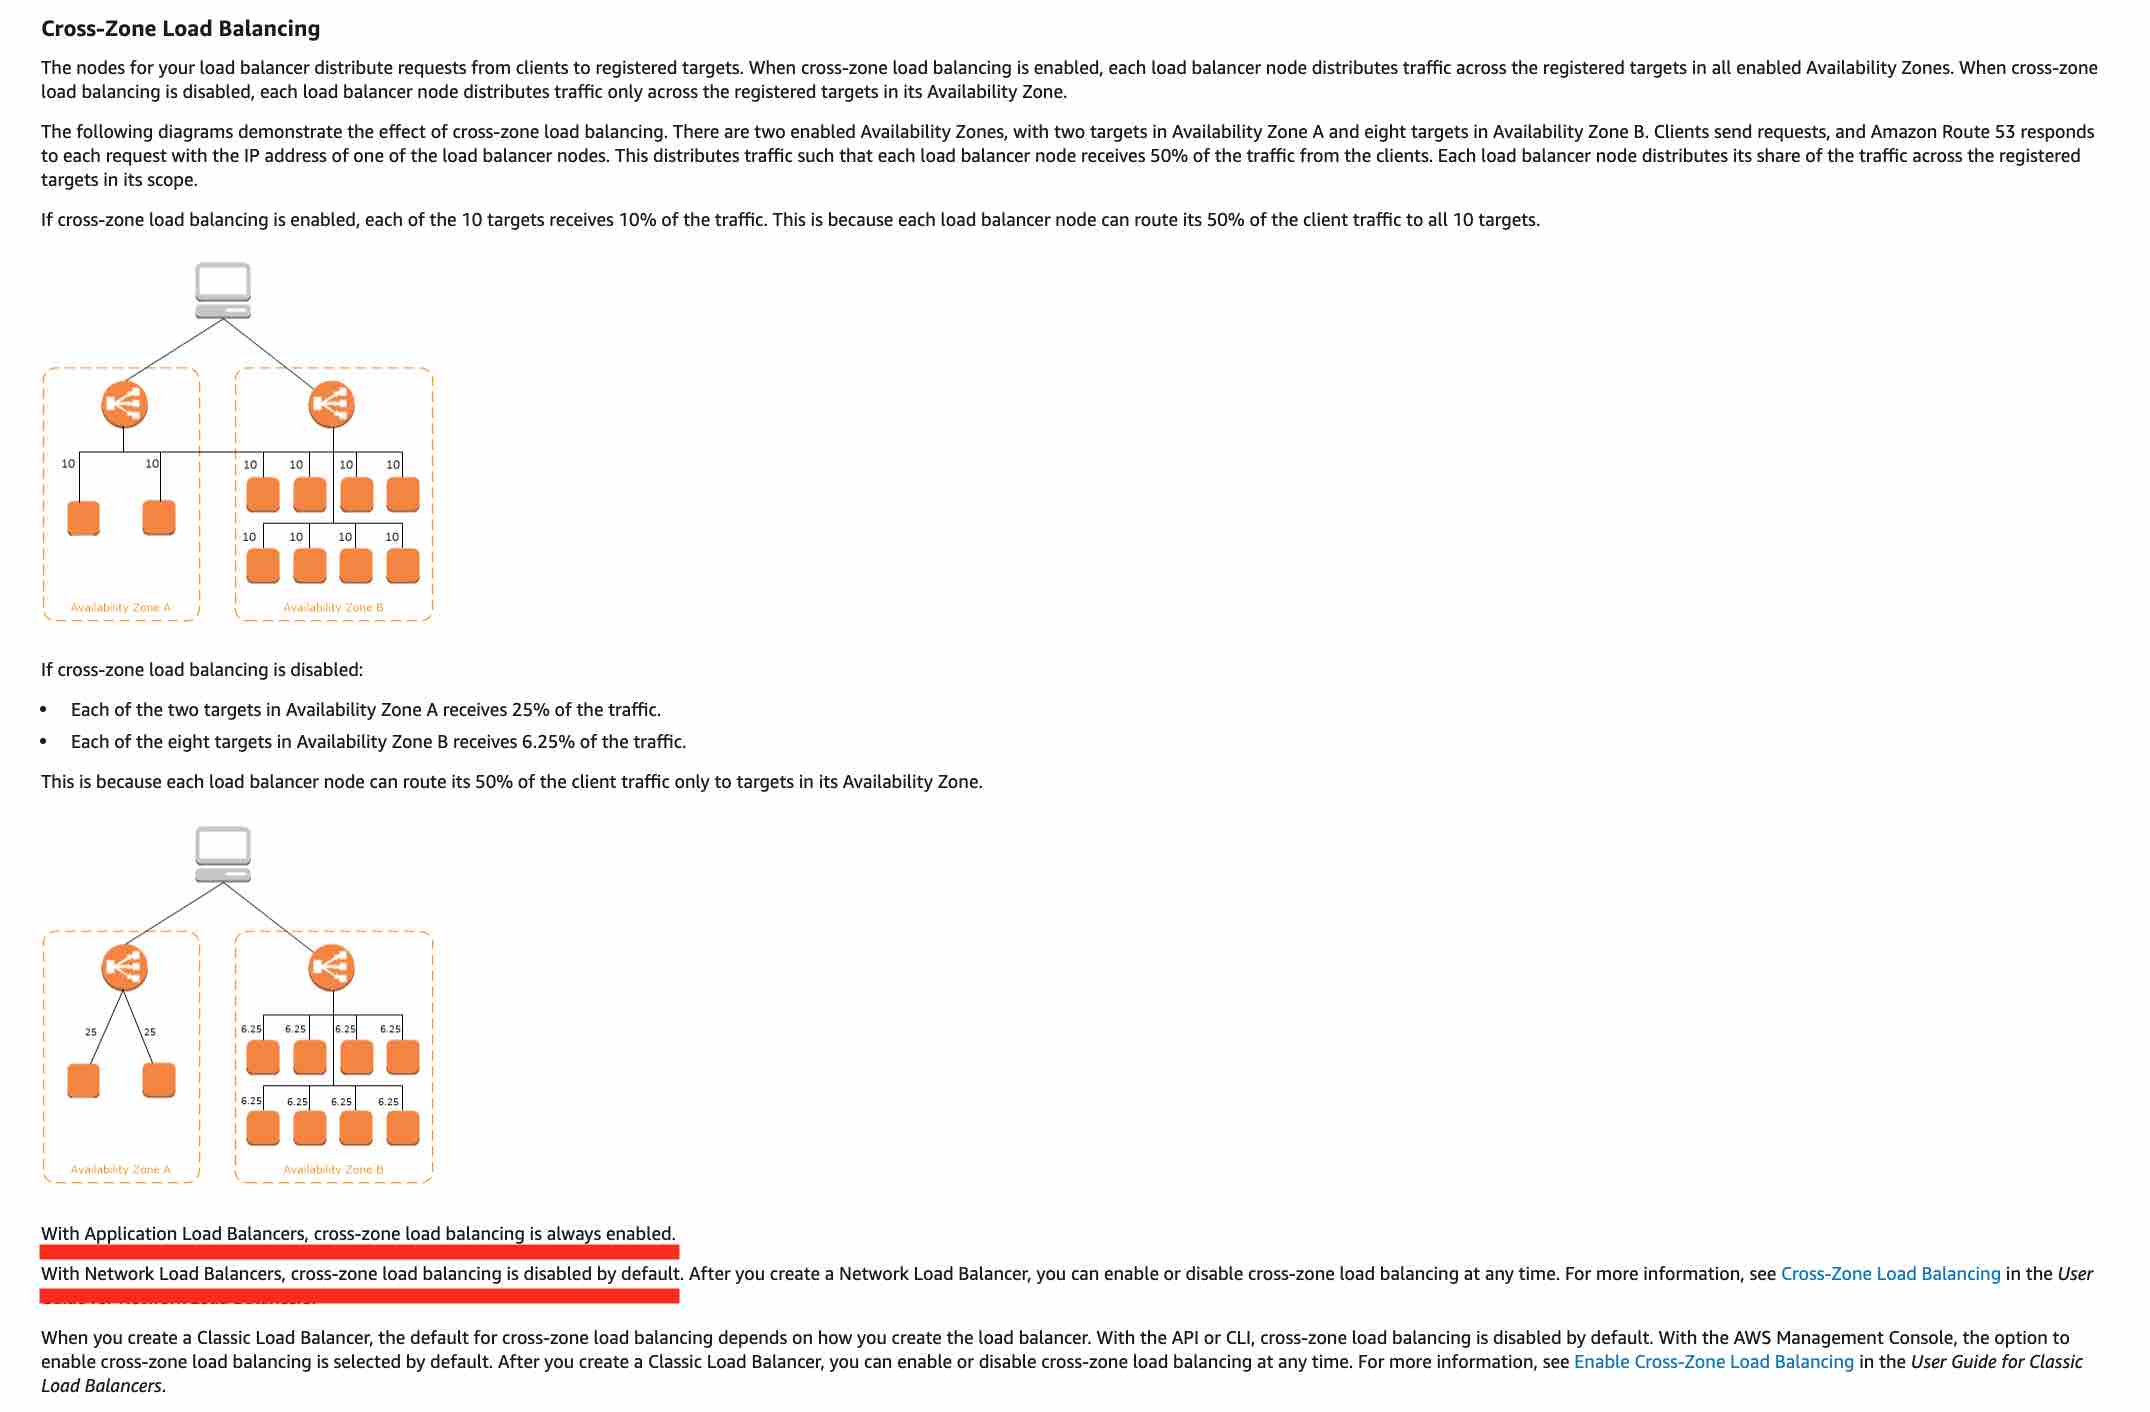 Cross-Zone Load Balancing
The nodes for your load balancer distribute requests from clients to registered targets. When cross-zone load balancing is enabled, each load balancer node distributes traffic across the registered targets in all enabled Availability Zones. When cross-zone
load balancing is disabled, each load balancer node distributes traffic only across the registered targets in its Availability Zone.
The following diagrams demonstrate the effect of cross-zone load balancing. There are two enabled Availability Zones, with two targets in Availability Zone A and eight targets in Availability Zone B. Clients send requests, and Amazon Route 53 responds
to each request with the IP address of one of the load balancer nodes. This distributes traffic such that each load balancer node receives 50% of the traffic from the clients. Each load balancer node distributes its share of the traffic across the registered
targets in its scope.
If cross-zone load balancing is enabled, each of the 10 targets receives 10% of the traffic. This is because each load balancer node can route its 50% of the client traffic to all 10 targets.
10 10 10 10 10 10
10 10 10 10
Availability Zone A Availability Zone B
If cross-zone load balancing is disabled:
• Each of the two targets in Availability Zone A receives 25% of the traffic.
• Each of the eight targets in Availability Zone B receives 6.25% of the traffic.
This is because each load balancer node can route its 50% of the client traffic only to targets in its Availability Zone.
25 25 6.25 6.25 6.25 6.25
6.25 6.25 6.25 6.25
Availability Zone A Availability Zone B
With Application Load Balancers, cross-zone load balancing is always enabled.
With Network Load Balancers, cross-zone load balancing is disabled by default. After you create a Network Load Balancer, you can enable or disable cross-zone load balancing at any time. For more information, see Cross-Zone Load Balancing in the User
When you create a Classic Load Balancer, the default for cross-zone load balancing depends on how you create the load balancer. With the API or CLI, cross-zone load balancing is disabled by default. With the AWS Management Console, the option to
enable cross-zone load balancing is selected by default. After you create a Classic Load Balancer, you can enable or disable cross-zone load balancing at any time. For more information, see Enable Cross-Zone Load Balancing in the User Guide for Classic
Load Balancers.